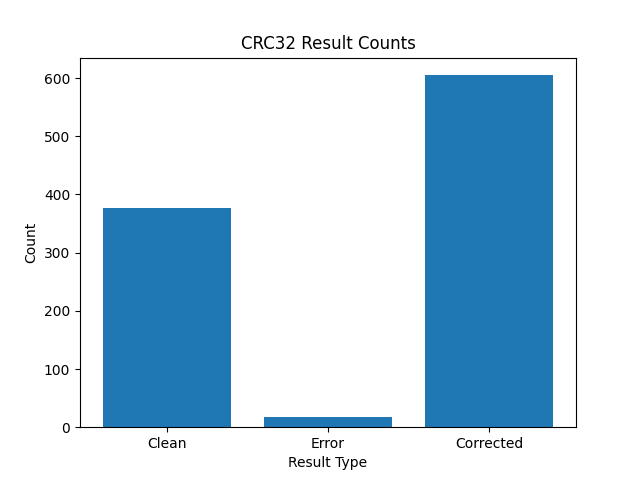 CRC32 Result Counts
600
500
400
300
200
100
0
Count
Clean
Error
Corrected
Result Type